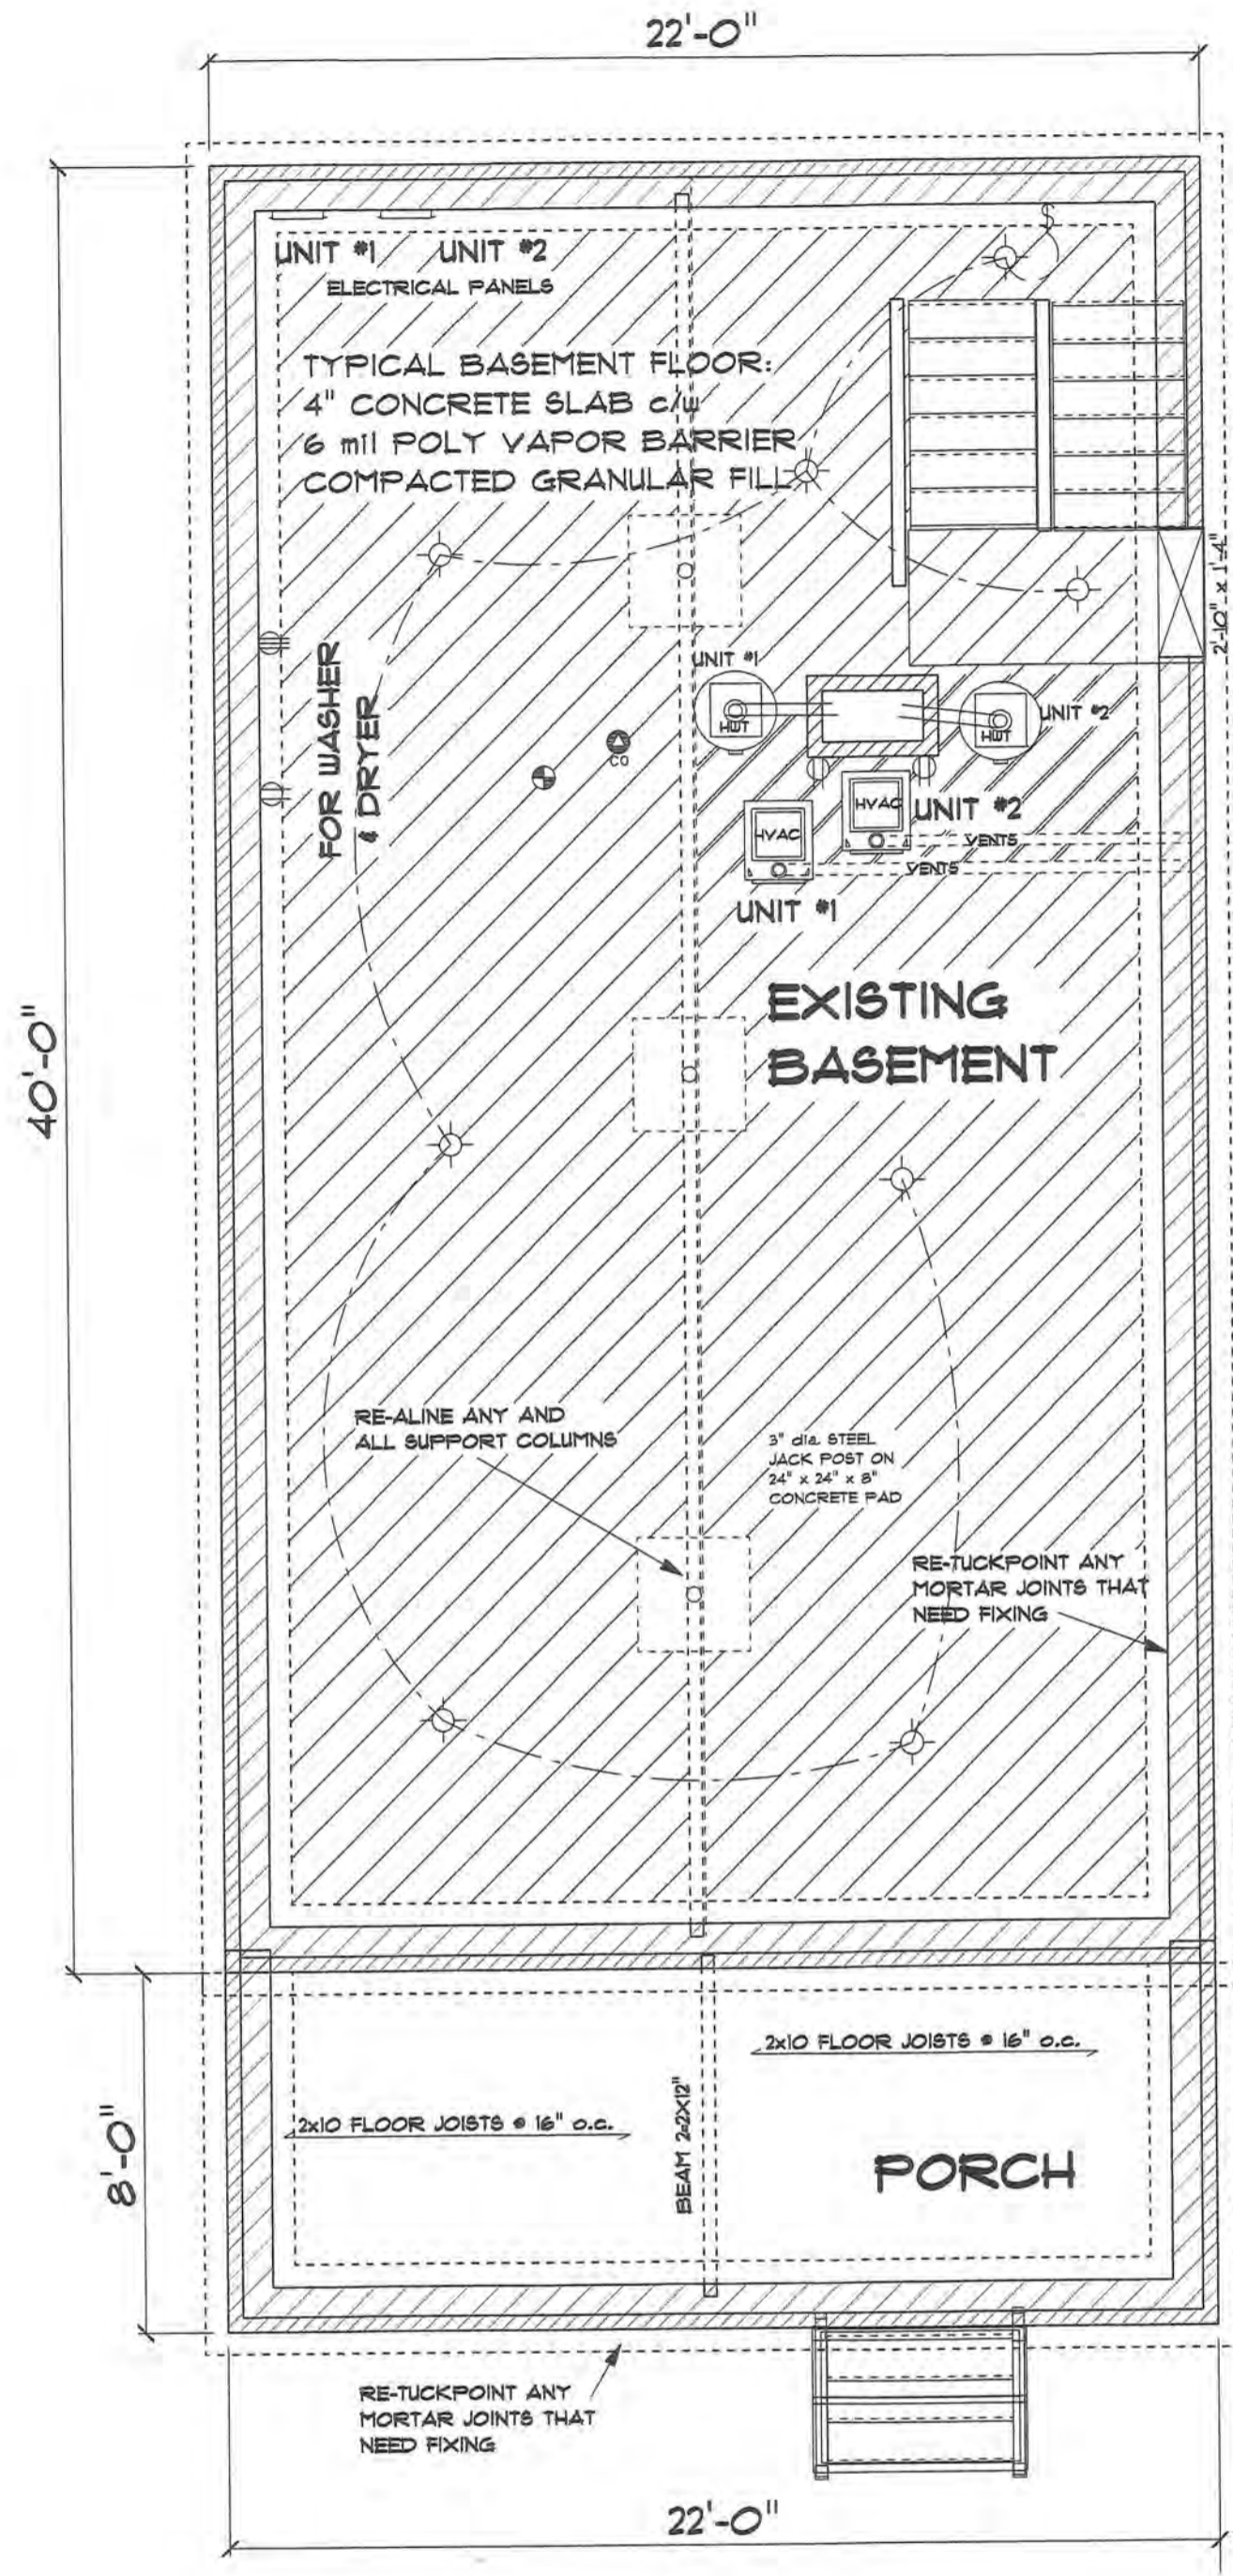 22'-0"
UNIT #1
UNIT #2
ELECTRICAL PANELS
TYPICAL BASEMENT FLOOR:
4" CONCRETE SLAB c/w
6 mil POLY VAPOR BARRIER
COMPACTED GRANULAR FILL
$
2'-10" x 1'-4"
FOR WASHER
& DRYER
UNIT #1
HWT
UNIT #2
HWT
CO
HVAC
UNIT #2
HVAC
VENTS
VENTS
UNIT #1
EXISTING
BASEMENT
40'-0"
RE-ALINE ANY AND
ALL SUPPORT COLUMNS
3" dia. STEEL
JACK POST ON
24" x 24" x 8"
CONCRETE PAD
RE-TUCKPOINT ANY
MORTAR JOINTS THAT
NEED FIXING
2x10 FLOOR JOISTS @ 16" o.c.
2x10 FLOOR JOISTS @ 16" o.c.
BEAM 2-2X12"
PORCH
8'-0"
RE-TUCKPOINT ANY
MORTAR JOINTS THAT
NEED FIXING
22'-0"